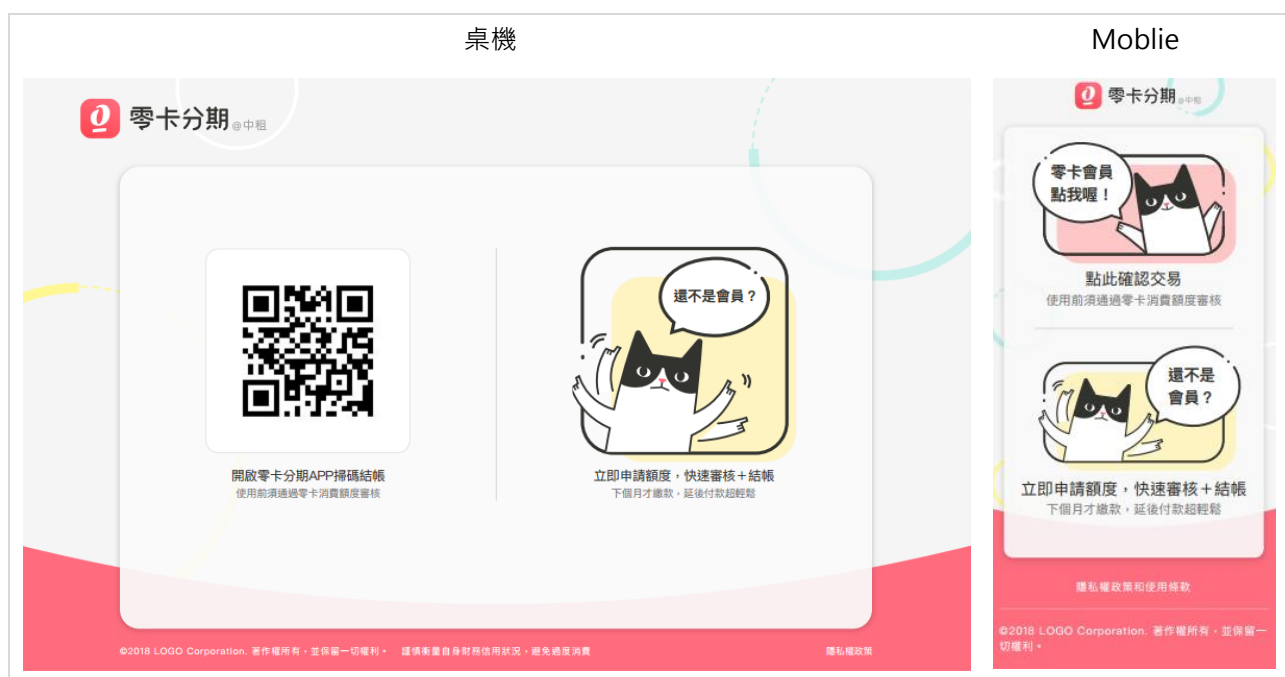 桌機
零卡分期@中租
還不是會員？
開啟零卡分期APP掃碼結帳
使用前須通過零卡消費額度審核
立即申請額度，快速審核＋結帳
下個月才繳款，延後付款超輕鬆
©2018 LOGO Corporation. 著作權所有，並保留一切權利。 謹慎衡量自身財務信用狀況，避免過度消費
隱私權政策
Moblie
零卡分期@中租
零卡會員
點我喔！
點此確認交易
使用前須通過零卡消費額度審核
還不是
會員？
立即申請額度，快速審核＋結帳
下個月才繳款，延後付款超輕鬆
隱私權政策和使用條款
©2018 LOGO Corporation. 著作權所有，並保留一
切權利。